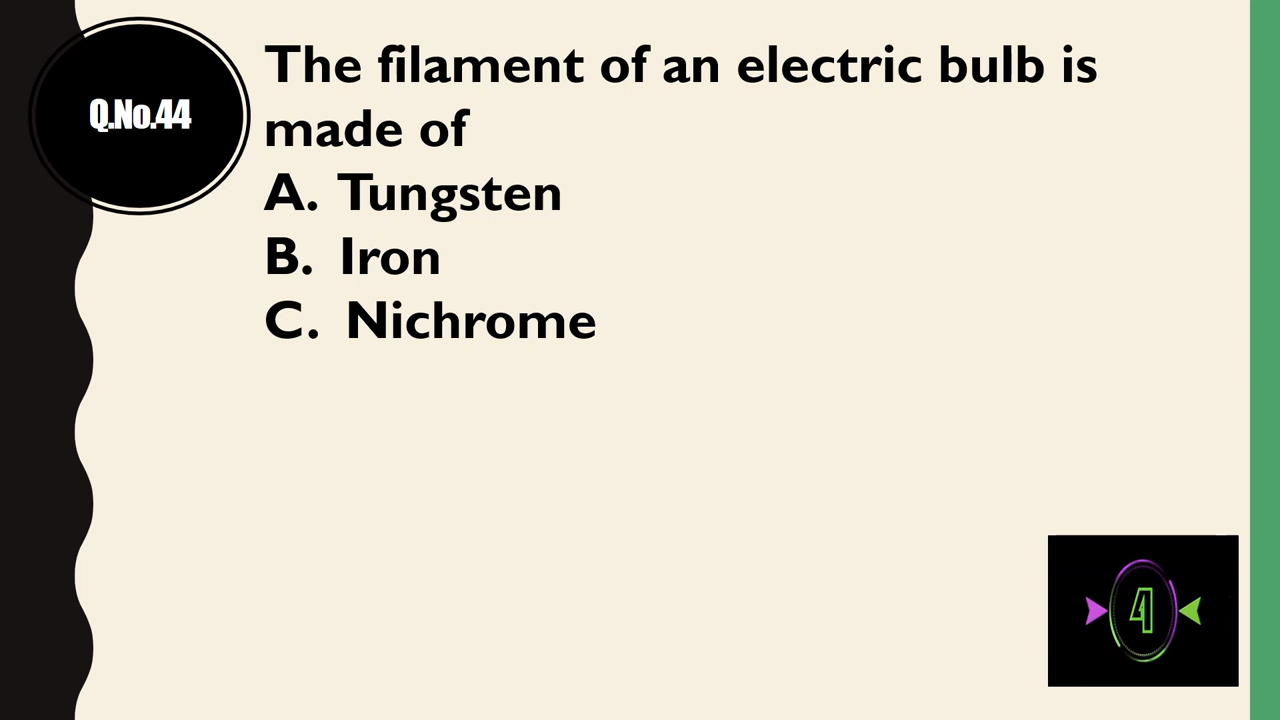 Q.No.44
The filament of an electric bulb is
made of
A. Tungsten
B. Iron
C. Nichrome
4